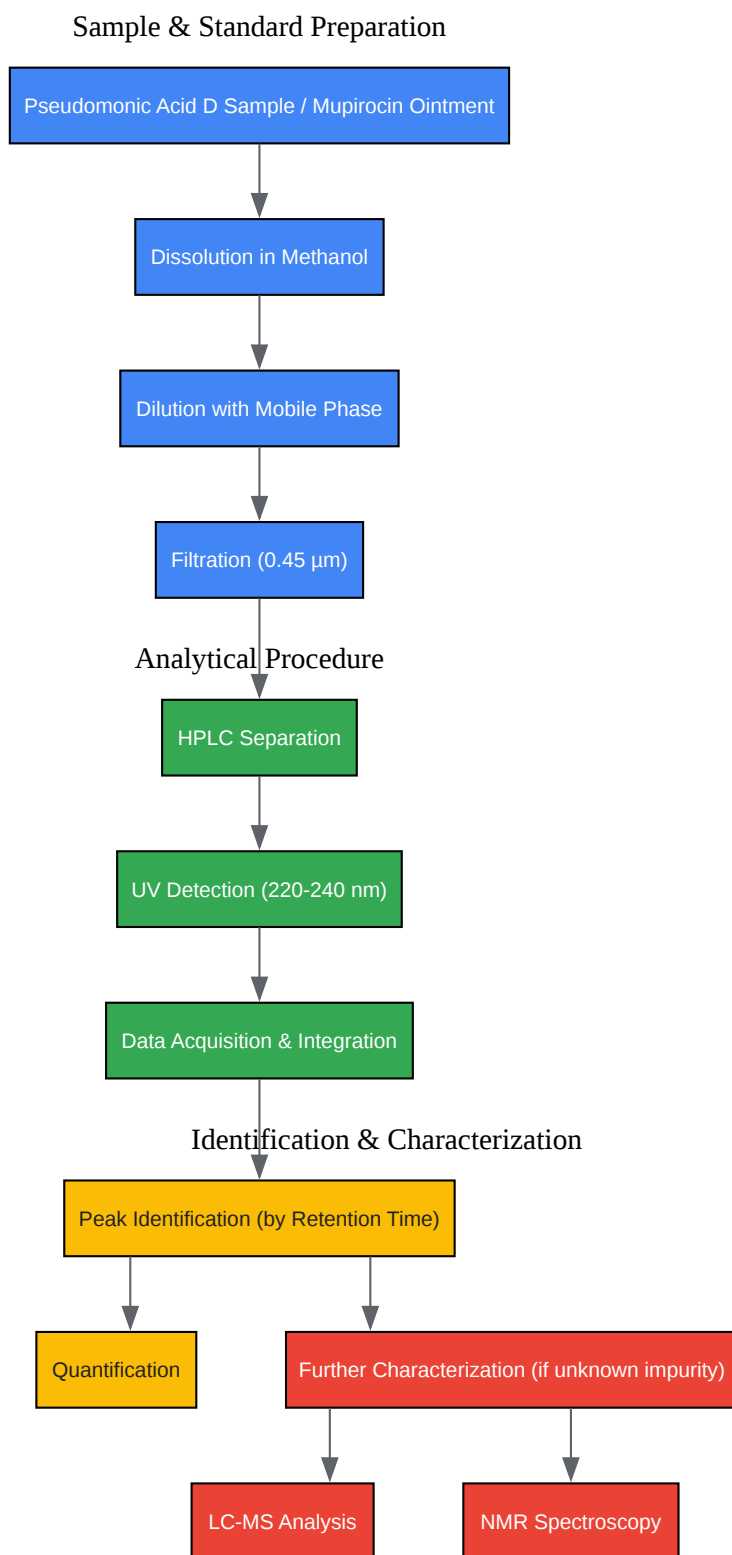 Sample & Standard Preparation
Pseudomonic Acid D Sample / Mupirocin Ointment
Dissolution in Methanol
Dilution with Mobile Phase
Filtration (0.45 µm)
Analytical Procedure
HPLC Separation
UV Detection (220-240 nm)
Data Acquisition & Integration
Identification & Characterization
Peak Identification (by Retention Time)
Quantification
Further Characterization (if unknown impurity)
LC-MS Analysis
NMR Spectroscopy